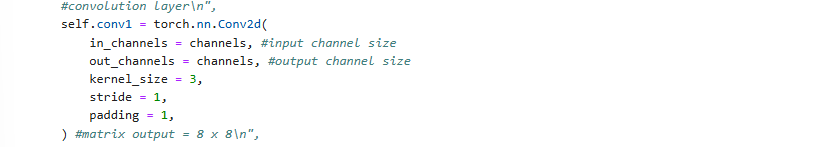 #convolution layer\n",
self.conv1 = torch.nn.Conv2d(
    in_channels = channels, #input channel size
    out_channels = channels, #output channel size
    kernel_size = 3,
    stride = 1,
    padding = 1,
) #matrix output = 8 x 8\n",